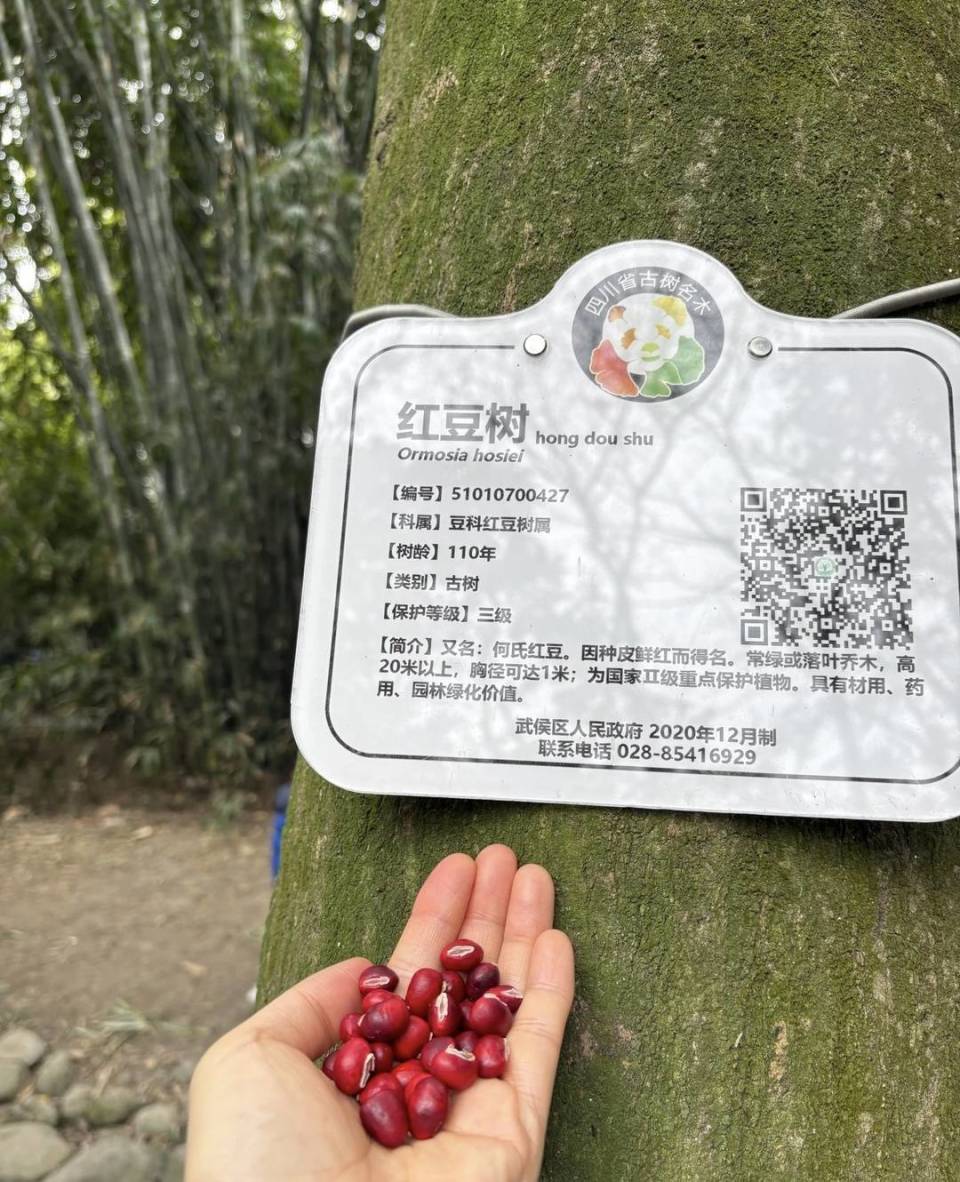 四川省古树名木
红豆树 hong dou shu
Ormosia hosiei
【编号】51010700427
【科属】豆科红豆树属
【树龄】110年
【类别】古树
【保护等级】三级
【简介】又名：何氏红豆。因种皮鲜红而得名。常绿或落叶乔木，高
20米以上，胸径可达1米；为国家Ⅱ级重点保护植物。具有材用、药
用、园林绿化价值。
武侯区人民政府 2020年12月制
联系电话 028-85416929